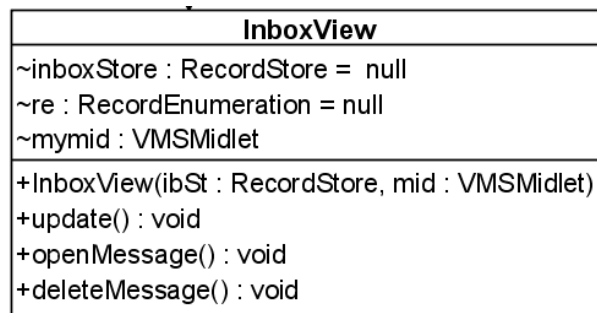 InboxView
~inboxStore : RecordStore = null
~re : RecordEnumeration = null
~mymid : VMSMidlet
+InboxView(ibSt : RecordStore, mid : VMSMidlet)
+update() : void
+openMessage() : void
+deleteMessage() : void